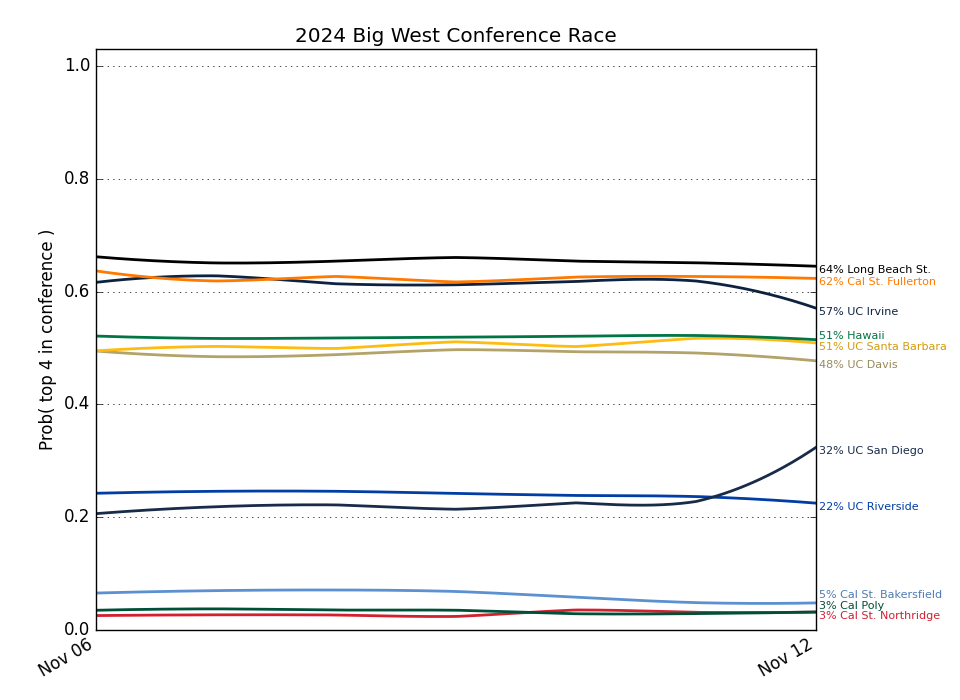 2024 Big West Conference Race
Prob( top 4 in conference )
1.0
0.8
0.6
0.4
0.2
0.0
Nov 06
Nov 12
64% Long Beach St.
62% Cal St. Fullerton
57% UC Irvine
51% Hawaii
51% UC Santa Barbara
48% UC Davis
32% UC San Diego
22% UC Riverside
5% Cal St. Bakersfield
3% Cal Poly
3% Cal St. Northridge